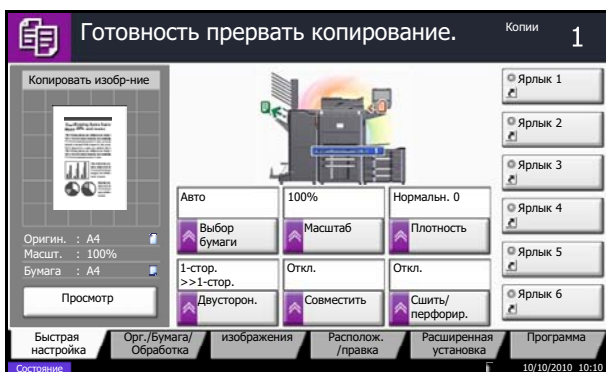 Готовность прервать копирование.
Копии
1
Копировать изобр-ние
Оригин. : A4
Масшт. : 100%
Бумага : A4
Просмотр
Авто
Выбор
бумаги
100%
Масштаб
Нормальн. 0
Плотность
1-стор.
>>1-стор.
Двусторон.
Откл.
Совместить
Откл.
Сшить/
перфорир.
Ярлык 1
Ярлык 2
Ярлык 3
Ярлык 4
Ярлык 5
Ярлык 6
Быстрая
настройка
Орг./Бумага/
Обработка
изображения
Располож.
/правка
Расширенная
установка
Программа
Состояние
10/10/2010 10:10